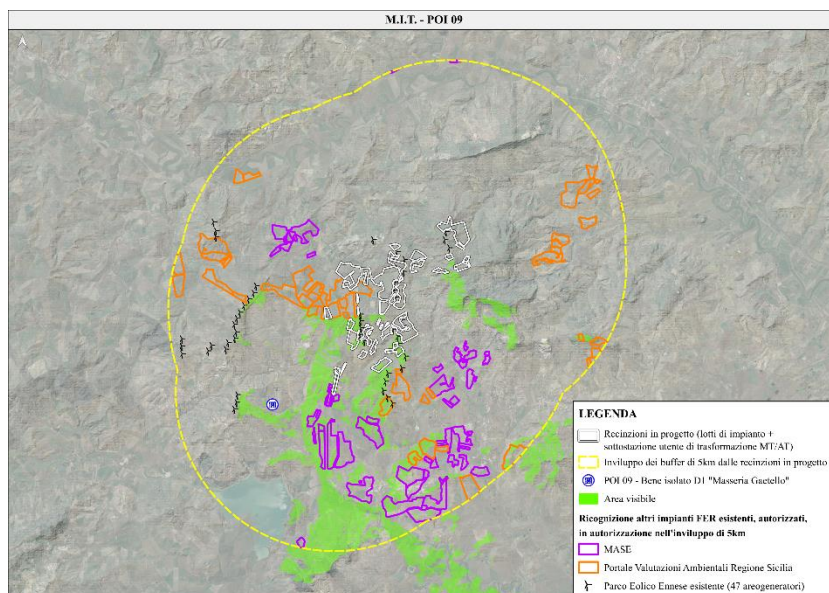 M.I.T. - POI 09
LEGENDA
Recinzioni in progetto (lotti di impianto +
sottostazione utente di trasformazione MT/AT)
Inviluppo dei buffer di 5km dalle recinzioni in progetto
POI 09 - Bene isolato D1 "Masseria Gaetello"
Area visibile
Ricognizione altri impianti FER esistenti, autorizzati,
in autorizzazione nell'inviluppo di 5km
MASE
Portale Valutazioni Ambientali Regione Sicilia
Parco Eolico Ennese esistente (47 areogeneratori)